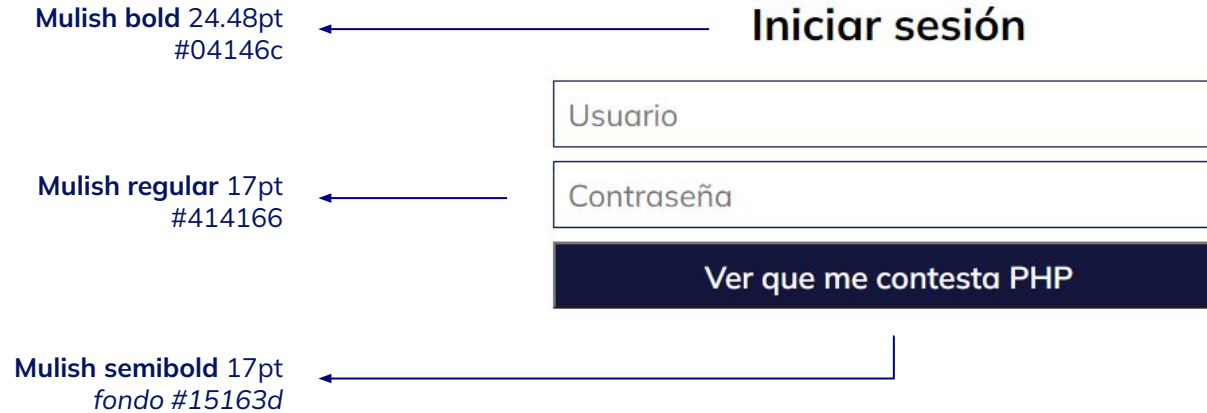 Mulish bold 24.48pt
#04146c
Iniciar sesión
Usuario
Mulish regular 17pt
#414166
Contraseña
Ver que me contesta PHP
Mulish semibold 17pt
fondo #15163d